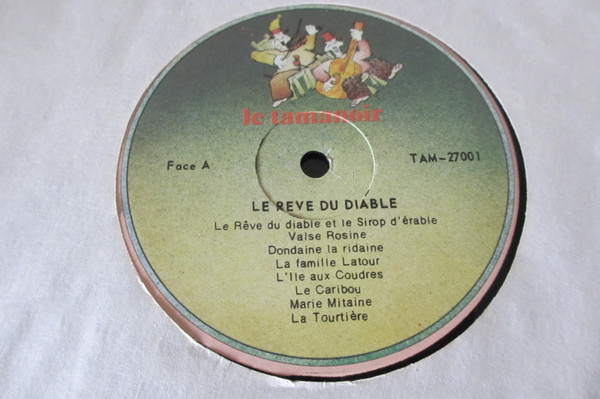 le tamanoir
Face A
TAM-27001
LE REVE DU DIABLE
Le Rêve du diable et le Sirop d'érable
Valse Rosine
Dondaine la ridaine
La famille Latour
L'Ile aux Coudres
Le Caribou
Marie Mitaine
La Tourtière